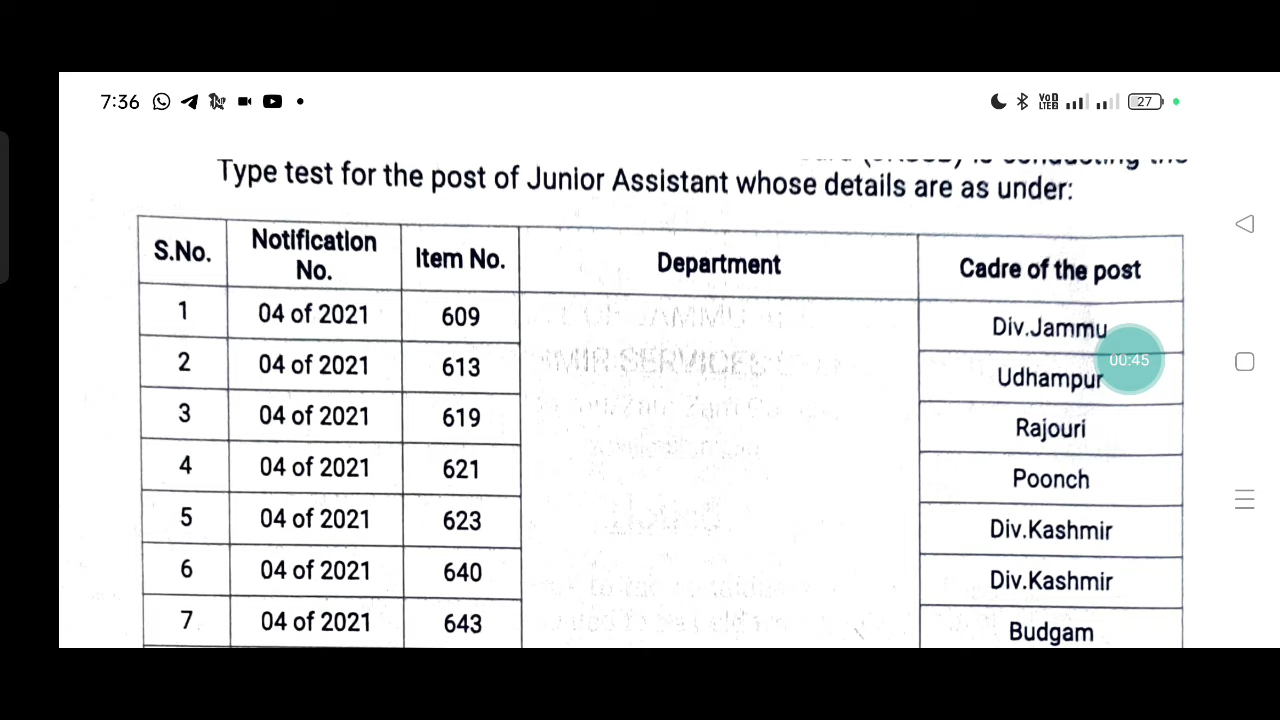 7:36
VoD LTE 27
Type test for the post of Junior Assistant whose details are as under:
S.No. Notification No. Item No. Department Cadre of the post
1 04 of 2021 609 Div.Jammu
00:45
2 04 of 2021 613 Udhampur
3 04 of 2021 619 Rajouri
4 04 of 2021 621 Poonch
5 04 of 2021 623 Div.Kashmir
6 04 of 2021 640 Div.Kashmir
7 04 of 2021 643 Budgam